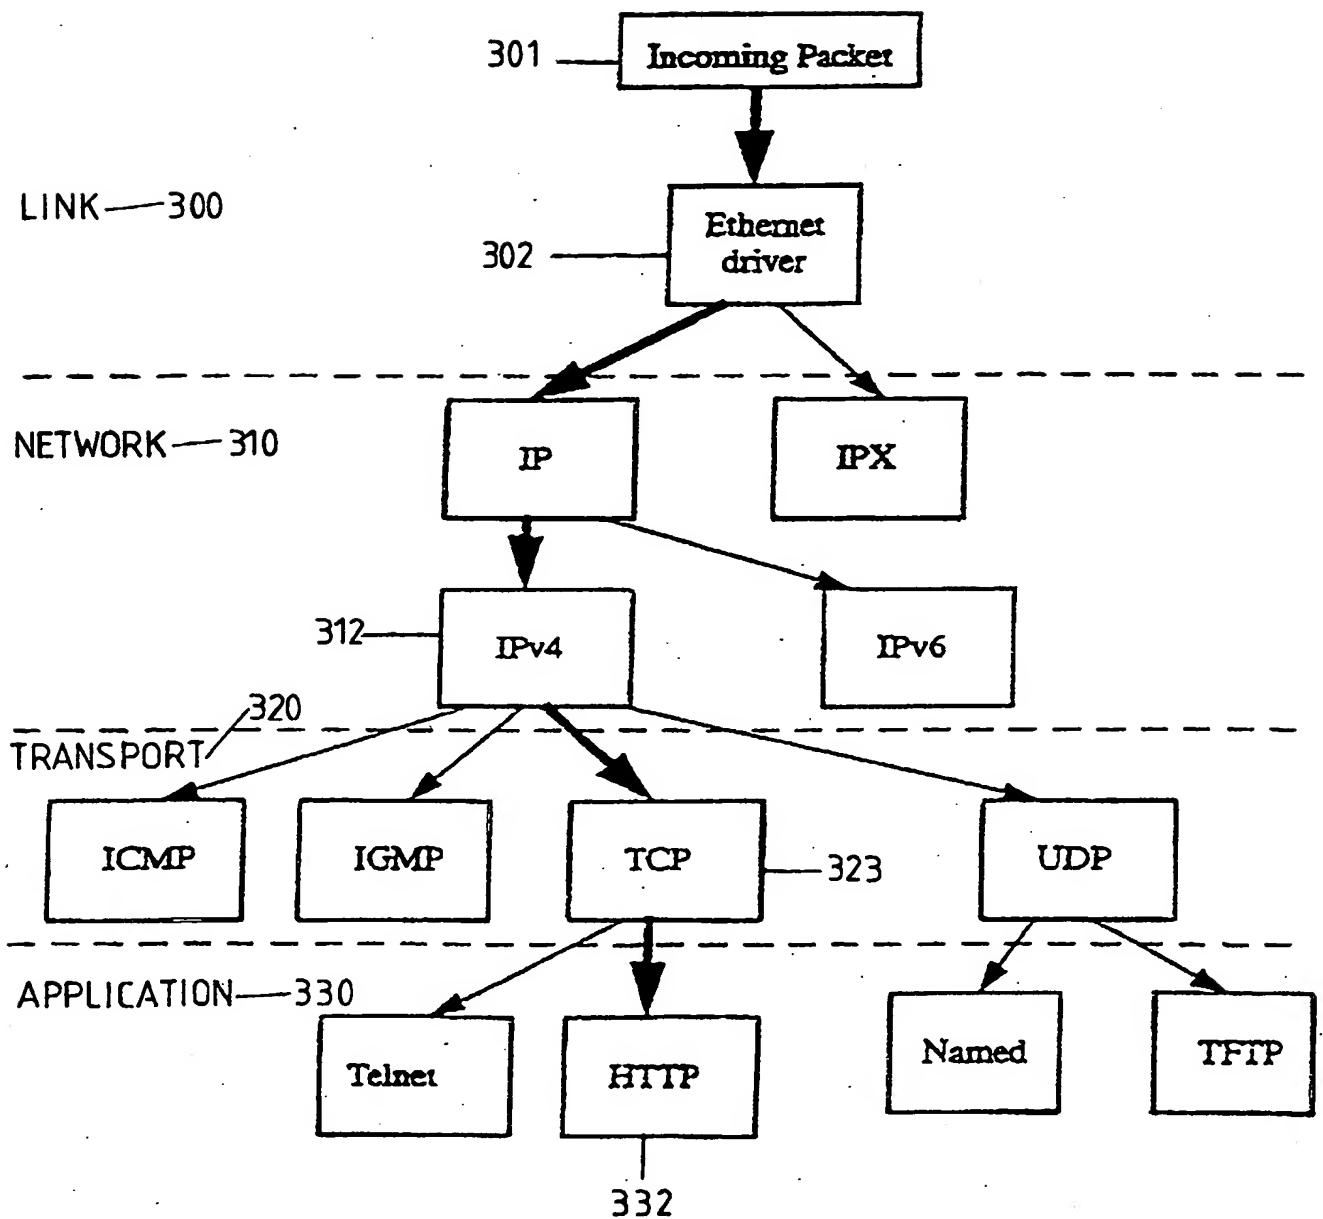 301
Incoming Packet
LINK 300
302
Ethernet
driver
NETWORK 310
IP
IPX
312
IPv4
IPv6
320
TRANSPORT
ICMP
IGMP
TCP
323
UDP
APPLICATION 330
Telnet
HTTP
Named
TFTP
332